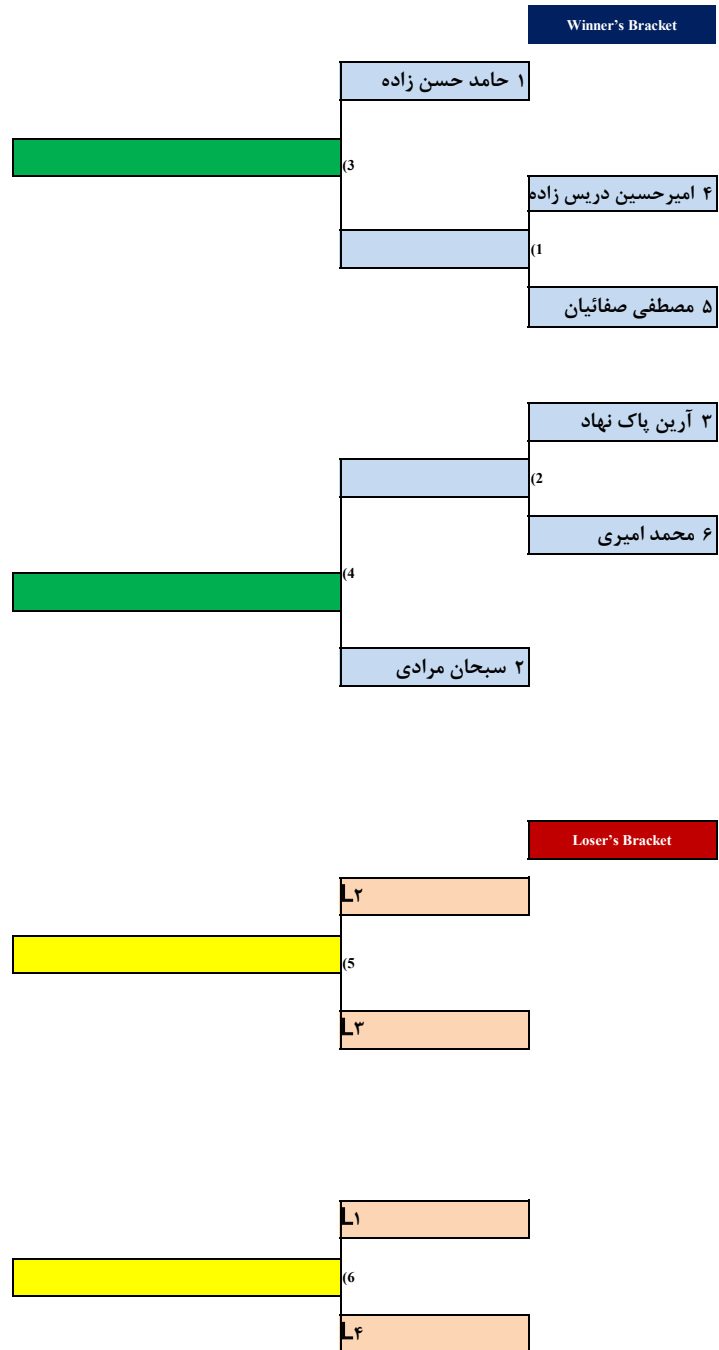 Winner's Bracket
۱ حامد حسن زاده
(3
۴ امیرحسین دریس زاده
(1
۵ مصطفی صفائیان
۳ آرین پاک نهاد
(2
۶ محمد امیری
(4
۲ سبحان مرادی
Loser's Bracket
L۲
(5
L۳
L۱
(6
L۴